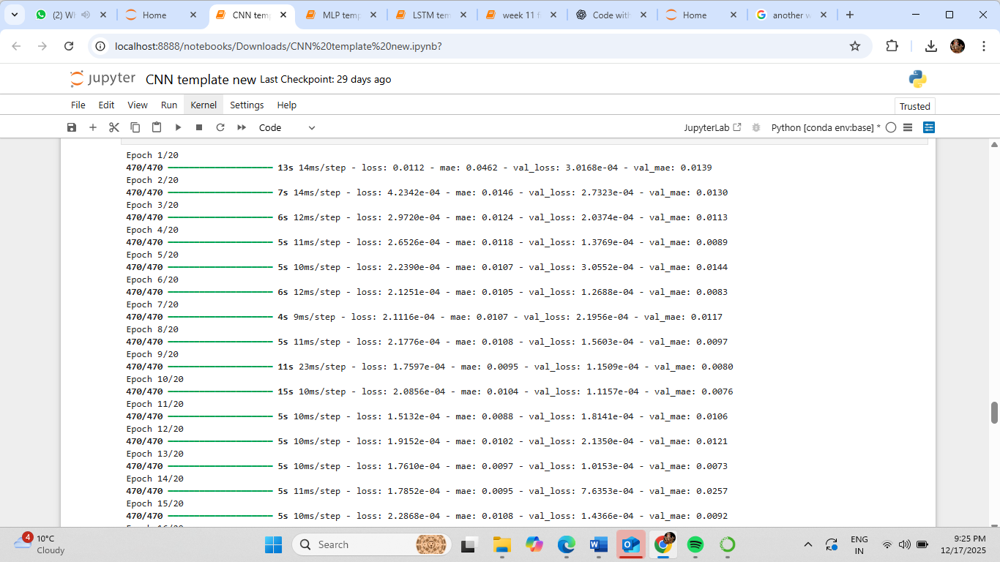 (2) Wh
Home
CNN temp
MLP temp
LSTM tem
week 11 f
Code with
Home
another w
localhost:8888/notebooks/Downloads/CNN%20template%20new.ipynb?
jupyter CNN template new Last Checkpoint: 29 days ago
File Edit View Run Kernel Settings Help
Trusted
Code
JupyterLab
Python [conda env:base] *
Epoch 1/20
470/470 13s 14ms/step - loss: 0.0112 - mae: 0.0462 - val_loss: 3.0168e-04 - val_mae: 0.0139
Epoch 2/20
470/470 7s 14ms/step - loss: 4.2342e-04 - mae: 0.0146 - val_loss: 2.7323e-04 - val_mae: 0.0130
Epoch 3/20
470/470 6s 12ms/step - loss: 2.9720e-04 - mae: 0.0124 - val_loss: 2.0374e-04 - val_mae: 0.0113
Epoch 4/20
470/470 5s 11ms/step - loss: 2.6526e-04 - mae: 0.0118 - val_loss: 1.3769e-04 - val_mae: 0.0089
Epoch 5/20
470/470 5s 10ms/step - loss: 2.2390e-04 - mae: 0.0107 - val_loss: 3.0552e-04 - val_mae: 0.0144
Epoch 6/20
470/470 6s 12ms/step - loss: 2.1251e-04 - mae: 0.0105 - val_loss: 1.2688e-04 - val_mae: 0.0083
Epoch 7/20
470/470 4s 9ms/step - loss: 2.1116e-04 - mae: 0.0107 - val_loss: 2.1956e-04 - val_mae: 0.0117
Epoch 8/20
470/470 5s 11ms/step - loss: 2.1776e-04 - mae: 0.0108 - val_loss: 1.5603e-04 - val_mae: 0.0097
Epoch 9/20
470/470 11s 23ms/step - loss: 1.7597e-04 - mae: 0.0095 - val_loss: 1.1509e-04 - val_mae: 0.0080
Epoch 10/20
470/470 15s 10ms/step - loss: 2.0856e-04 - mae: 0.0104 - val_loss: 1.1157e-04 - val_mae: 0.0076
Epoch 11/20
470/470 5s 10ms/step - loss: 1.5132e-04 - mae: 0.0088 - val_loss: 1.8141e-04 - val_mae: 0.0106
Epoch 12/20
470/470 5s 10ms/step - loss: 1.9152e-04 - mae: 0.0102 - val_loss: 2.1350e-04 - val_mae: 0.0121
Epoch 13/20
470/470 5s 10ms/step - loss: 1.7610e-04 - mae: 0.0097 - val_loss: 1.0153e-04 - val_mae: 0.0073
Epoch 14/20
470/470 5s 11ms/step - loss: 1.7852e-04 - mae: 0.0095 - val_loss: 7.6353e-04 - val_mae: 0.0257
Epoch 15/20
470/470 5s 10ms/step - loss: 2.2868e-04 - mae: 0.0108 - val_loss: 1.4366e-04 - val_mae: 0.0092
4
10°C
Cloudy
Search
ENG
IN
9:25 PM
12/17/2025